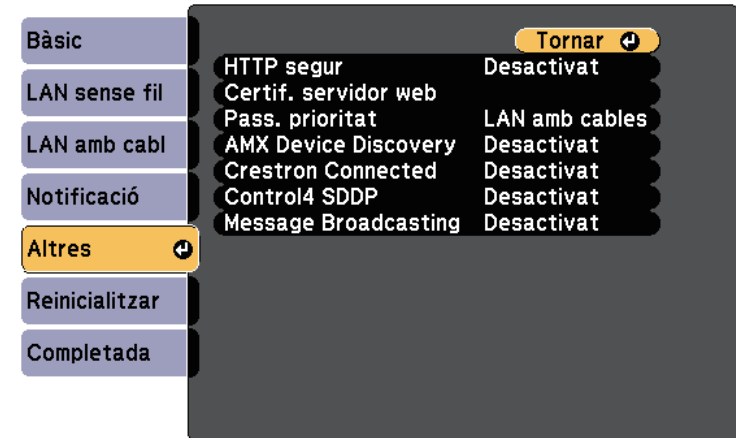 Bàsic
LAN sense fil
LAN amb cabl
Notificació
Altres
Reinicialitzar
Completada
Tornar
HTTP segur Desactivat
Certif. servidor web
Pass. prioritat LAN amb cables
AMX Device Discovery Desactivat
Crestron Connected Desactivat
Control4 SDDP Desactivat
Message Broadcasting Desactivat